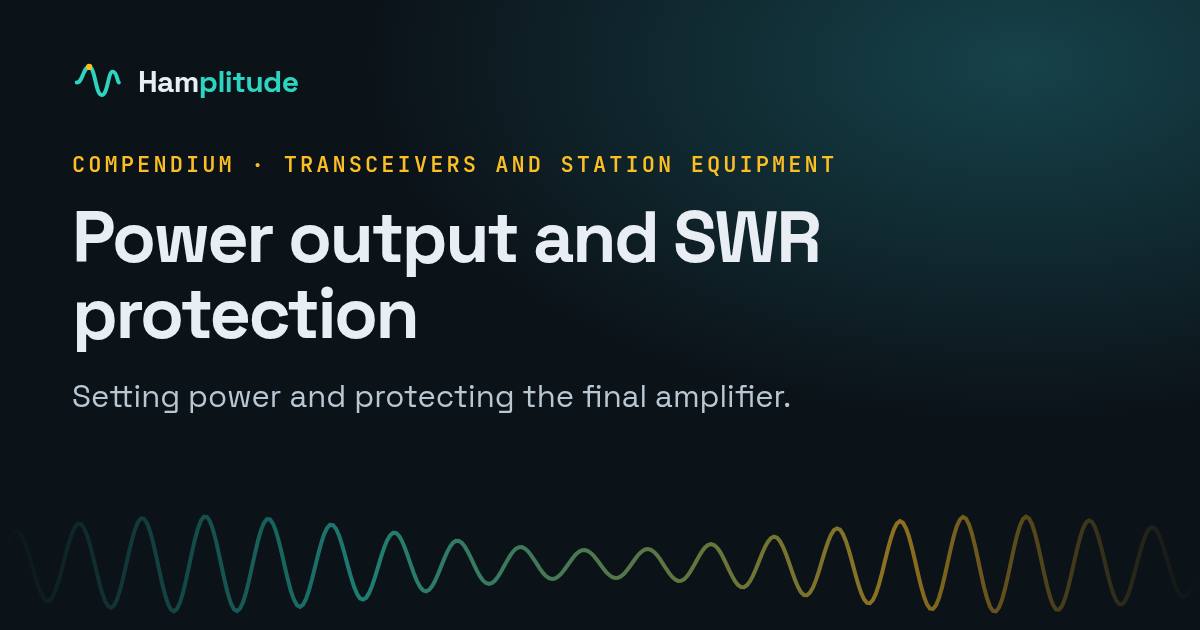 Hamplitude
COMPENDIUM · TRANSCEIVERS AND STATION EQUIPMENT
Power output and SWR
protection
Setting power and protecting the final amplifier.